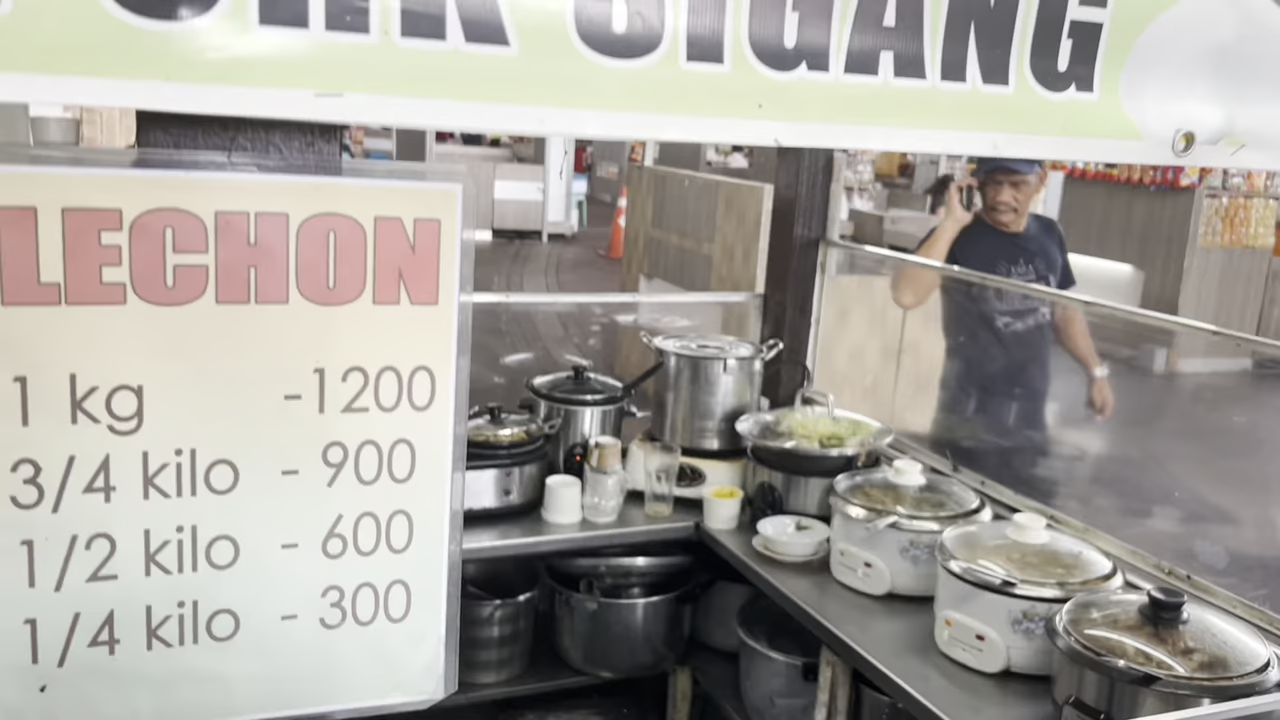 SIGANG
LECHON
1 kg -1200
3/4 kilo - 900
1/2 kilo - 600
1/4 kilo - 300